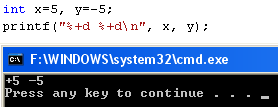 int x=5, y=-5;
printf("%+d %+d\n", x, y);
F:\WINDOWS\system32\cmd.exe
+5 -5
Press any key to continue . . .